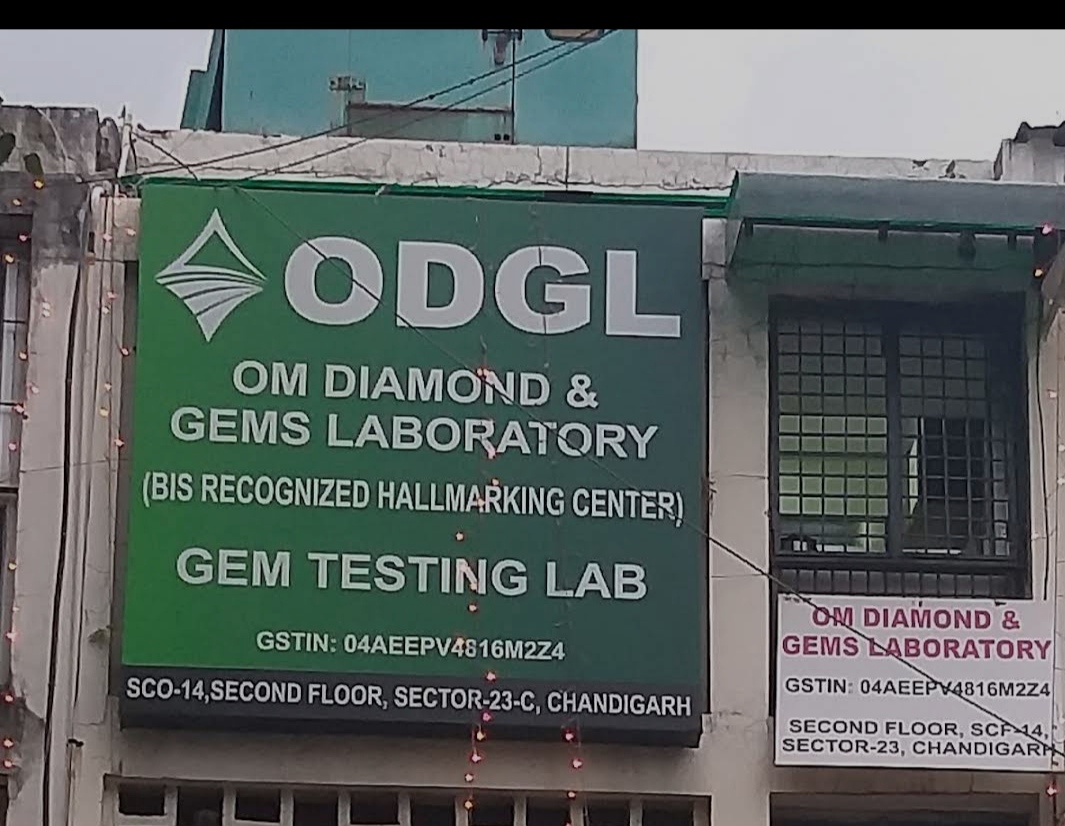 ODGL
OM DIAMOND &
GEMS LABORATORY
(BIS RECOGNIZED HALLMARKING CENTER)
GEM TESTING LAB
GSTIN: 04AEEPV4816M2Z4
SCO-14,SECOND FLOOR, SECTOR-23-C, CHANDIGARH
OM DIAMOND &
GEMS LABORATORY
GSTIN: 04AEEPV4816M2Z4
SECOND FLOOR, SCF-14,
SECTOR-23, CHANDIGARH